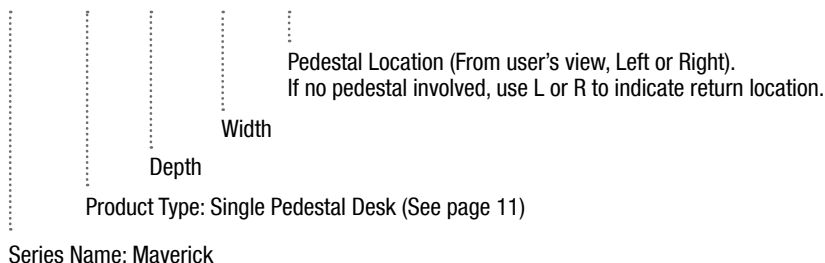 Pedestal Location (From user's view, Left or Right).
If no pedestal involved, use L or R to indicate return location.
Width
Depth
Product Type: Single Pedestal Desk (See page 11)
Series Name: Maverick